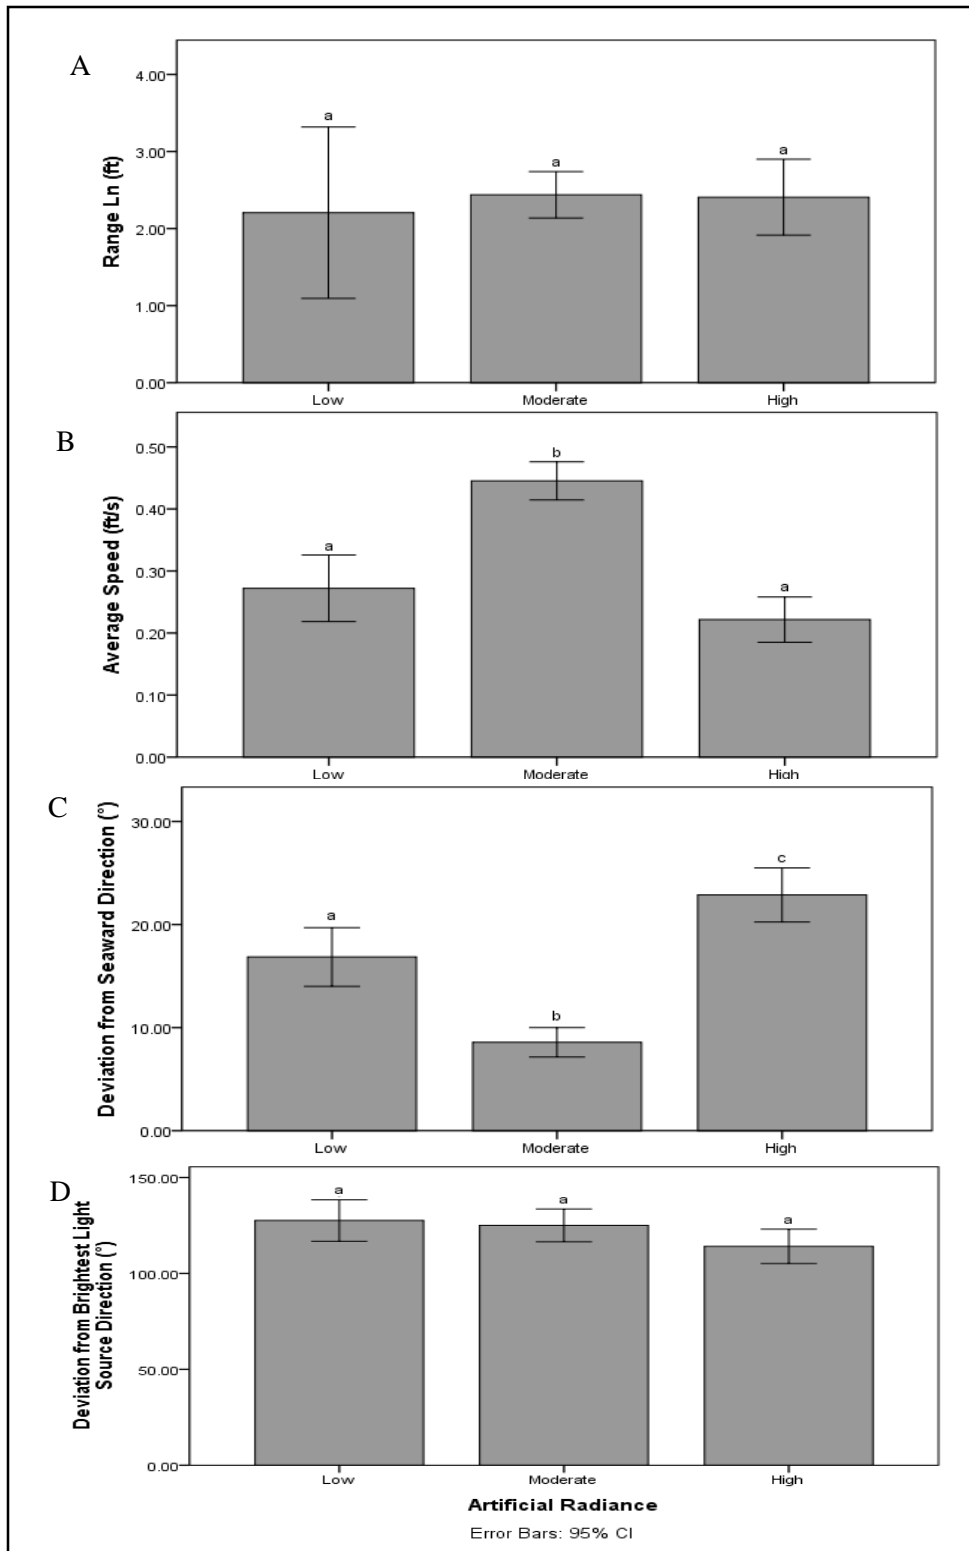 A
Range Ln (ft)
4.00
3.00
2.00
1.00
0.00
a
a
a
Low
Moderate
High
B
Average Speed (ft/s)
0.50
0.40
0.30
0.20
0.10
0.00
a
b
a
Low
Moderate
High
C
Deviation from Seaward Direction (°)
30.00
20.00
10.00
0.00
a
b
c
Low
Moderate
High
D
Deviation from Brightest Light
Source Direction (°)
150.00
100.00
50.00
0.00
a
a
a
Low
Moderate
High
Artificial Radiance
Error Bars: 95% CI